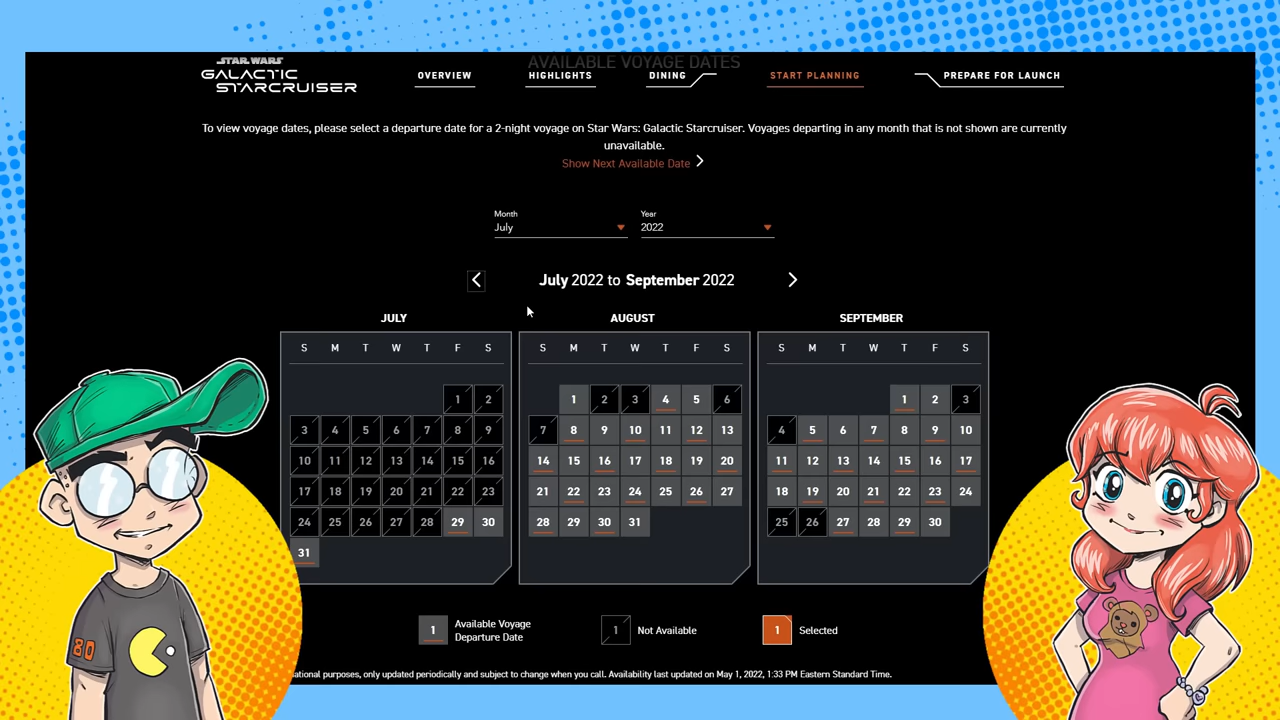 AVAILABLE VOYAGE DATES
STAR WARS
GALACTIC
STARCRUISER
OVERVIEW
HIGHLIGHTS
DINING
START PLANNING
PREPARE FOR LAUNCH
To view voyage dates, please select a departure date for a 2-night voyage on Star Wars: Galactic Starcruiser. Voyages departing in any month that is not shown are currently
unavailable.
Show Next Available Date
Month
July
Year
2022
July 2022 to September 2022
JULY
S M T W T F S
1 2
3 4 5 6 7 8 9
10 11 12 13 14 15 16
17 18 19 20 21 22 23
24 25 26 27 28 29 30
31
AUGUST
S M T W T F S
1 2 3 4 5 6
7 8 9 10 11 12 13
14 15 16 17 18 19 20
21 22 23 24 25 26 27
28 29 30 31
SEPTEMBER
S M T W T F S
1 2 3
4 5 6 7 8 9 10
11 12 13 14 15 16 17
18 19 20 21 22 23 24
25 26 27 28 29 30
1 Available Voyage
Departure Date
1 Not Available
1 Selected
ational purposes, only updated periodically and subject to change when you call. Availability last updated on May 1, 2022, 1:33 PM Eastern Standard Time.
80